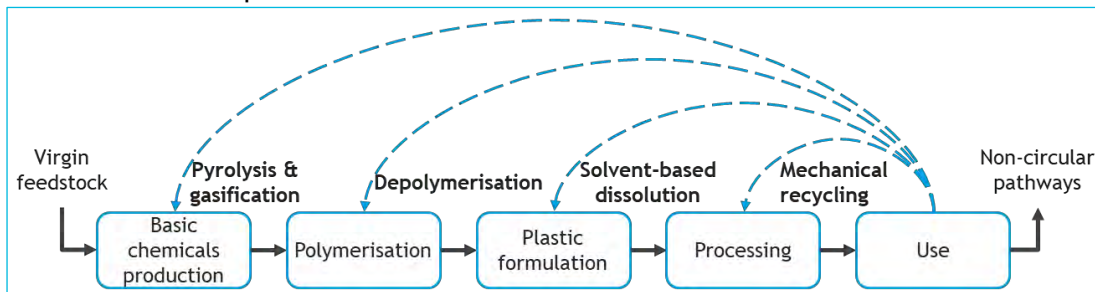 Virgin
feedstock
Pyrolysis &
gasification
Depolymerisation
Solvent-based
dissolution
Mechanical
recycling
Non-circular
pathways
Basic
chemicals
production
Polymerisation
Plastic
formulation
Processing
Use